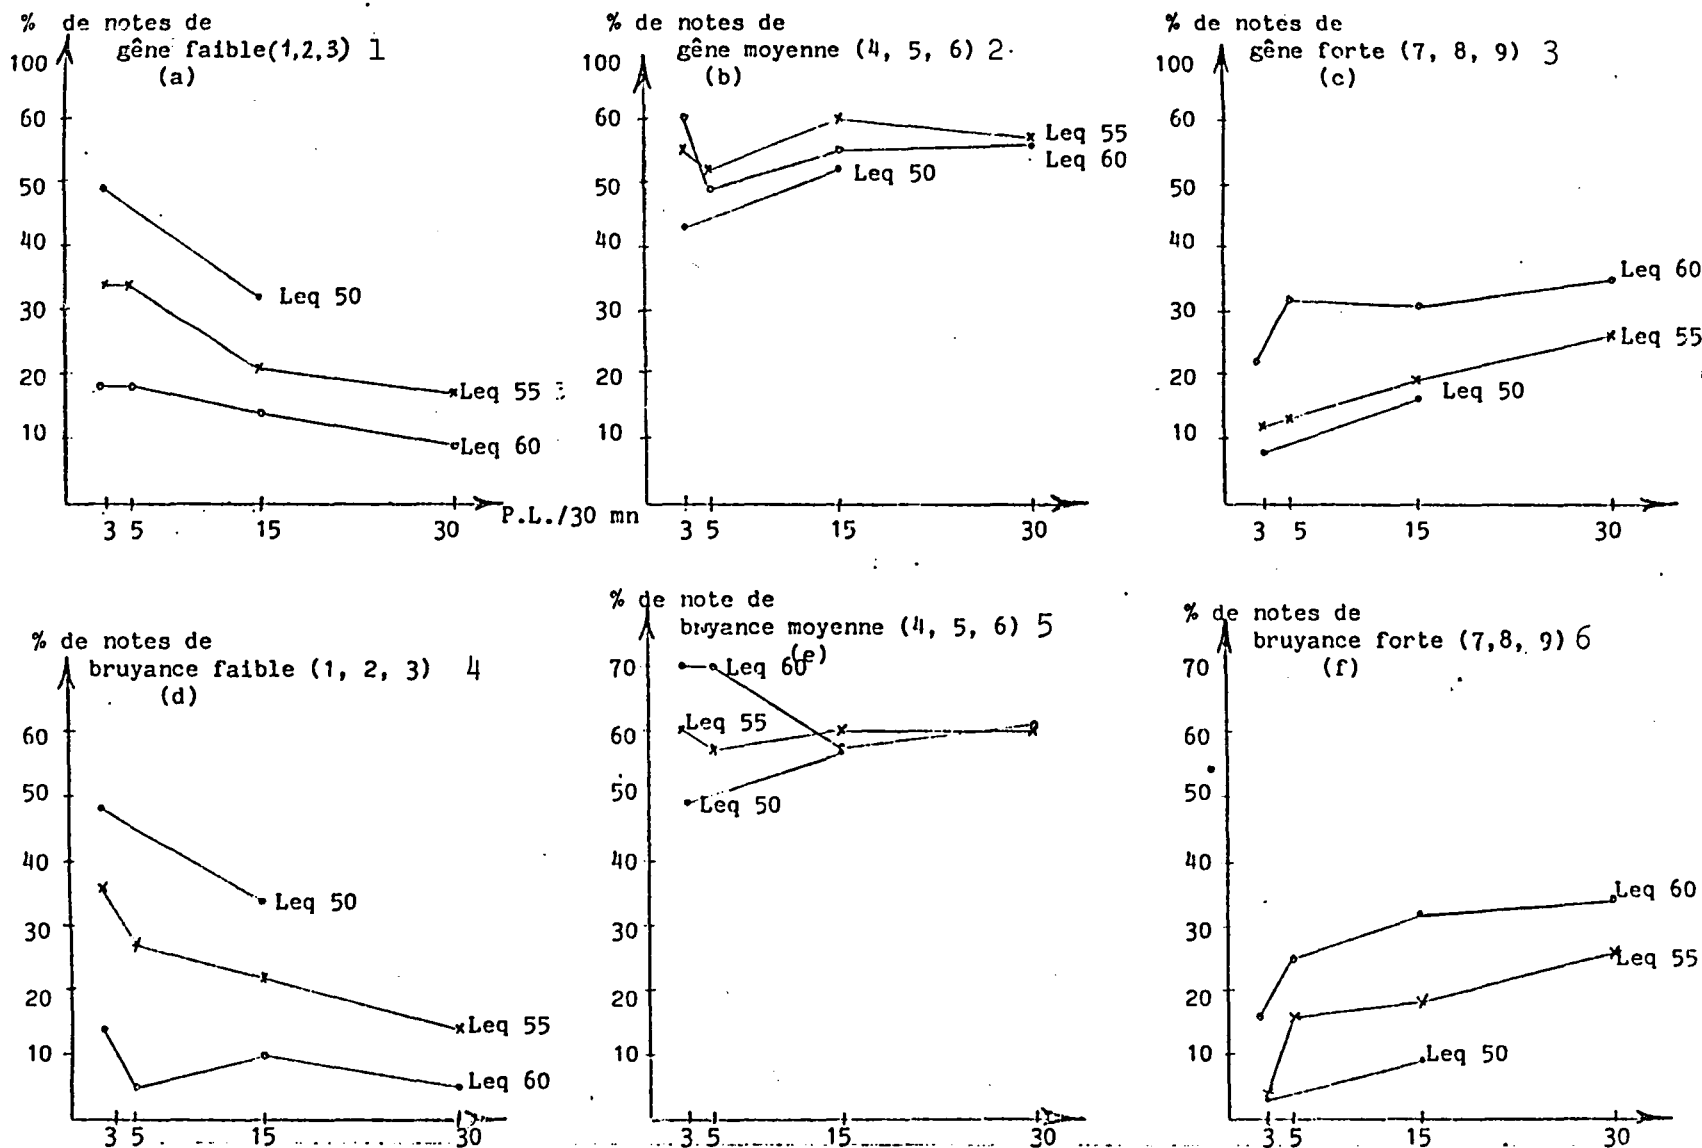 % de notes de
gêne faible(1,2,3) 1
(a)
100
60
50
40
30
20
10
Leq 50
Leq 55
Leq 60
3 5 15 30
P.L./30 mn
% de notes de
gêne moyenne (4, 5, 6) 2
(b)
100
60
50
40
30
20
10
Leq 55
Leq 60
Leq 50
3 5 15 30
% de notes de
gêne forte (7, 8, 9) 3
(c)
100
60
50
40
30
20
10
Leq 60
Leq 55
Leq 50
3 5 15 30
% de notes de
bruyance faible (1, 2, 3) 4
(d)
60
50
40
30
20
10
Leq 50
Leq 55
Leq 60
3 5 15 30
% de note de
bruyance moyenne (4, 5, 6) 5
(e)
70
60
50
40
30
20
10
Leq 60
Leq 55
Leq 50
3 5 15 30
% de notes de
bruyance forte (7,8, 9) 6
(f)
70
60
50
40
30
20
10
Leq 60
Leq 55
Leq 50
3 5 15 30